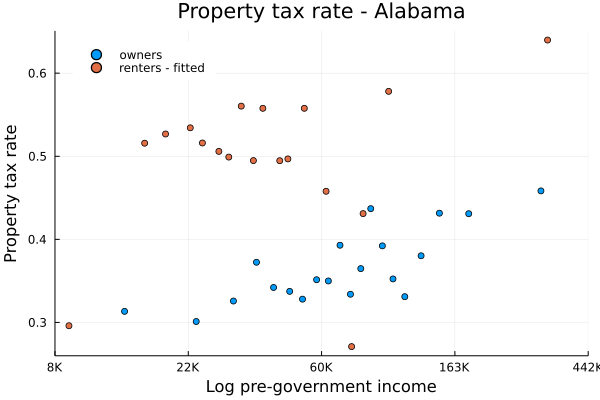 Property tax rate - Alabama
owners
renters - fitted
Property tax rate
0.6
0.5
0.4
0.3
8K
22K
60K
163K
442K
Log pre-government income